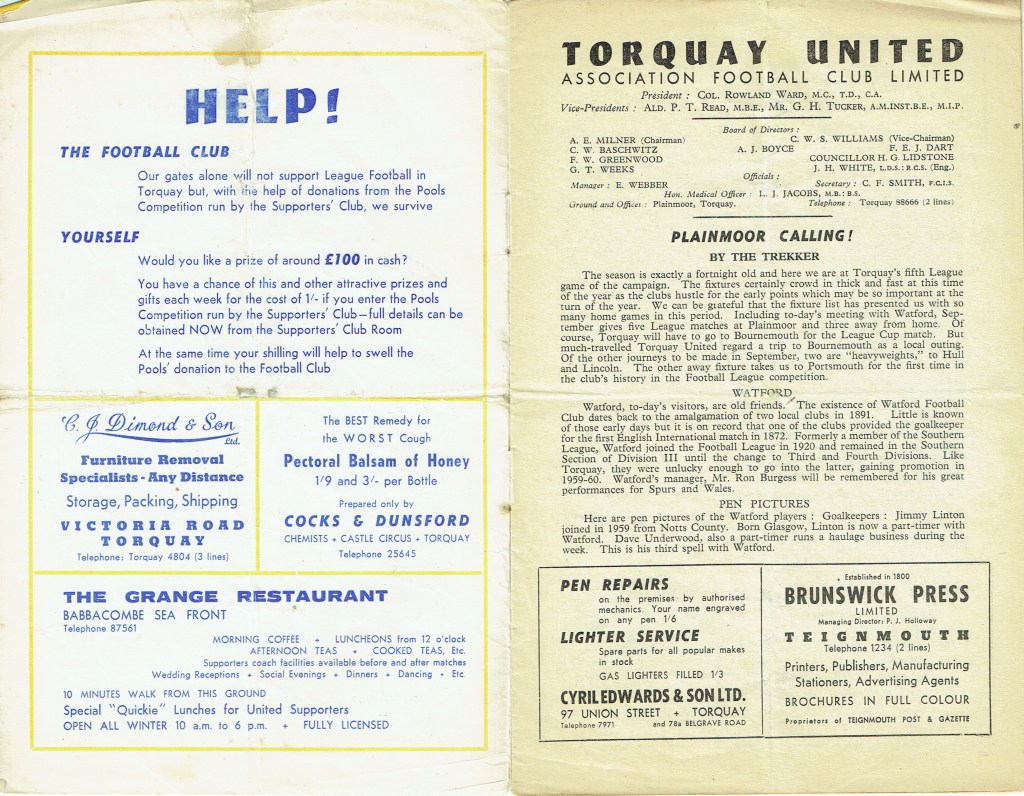 HELP!
THE FOOTBALL CLUB
Our gates alone will not support League Football in
Torquay but, with the help of donations from the Pools
Competition run by the Supporters' Club, we survive
YOURSELF
Would you like a prize of around £100 in cash?
You have a chance of this and other attractive prizes and
gifts each week for the cost of 1/- if you enter the Pools
Competition run by the Supporters' Club—full details can be
obtained NOW from the Supporters' Club Room
At the same time your shilling will help to swell the
Pools' donation to the Football Club
C. J. Dimond & Son
Ltd.
Furniture Removal
Specialists - Any Distance
Storage, Packing, Shipping
VICTORIA ROAD
TORQUAY
Telephone: Torquay 4804 (3 lines)
The BEST Remedy for
the WORST Cough
Pectoral Balsam of Honey
1/9 and 3/- per Bottle
Prepared only by
COCKS & DUNSFORD
CHEMISTS + CASTLE CIRCUS + TORQUAY
Telephone 25645
THE GRANGE RESTAURANT
BABBACOMBE SEA FRONT
Telephone 87561
MORNING COFFEE + LUNCHEONS from 12 o'clock
AFTERNOON TEAS + COOKED TEAS, Etc.
Supporters coach facilities available before and after matches
Wedding Receptions + Social Evenings + Dinners + Dancing + Etc
10 MINUTES WALK FROM THIS GROUND
Special "Quickie" Lunches for United Supporters
OPEN ALL WINTER 10 a.m. to 6 p.m. + FULLY LICENSED
TORQUAY UNITED
ASSOCIATION FOOTBALL CLUB LIMITED
President : COL. ROWLAND WARD, M.C., T.D., C.A.
Vice-Presidents : ALD. P. T. READ, M.B.E., MR. G. H. TUCKER, A.M.INST.B.E., M.I.P.
Board of Directors :
A. E. MILNER (Chairman) C. W. S. WILLIAMS (Vice-Chairman)
C. W. BASCHWITZ A. J. BOYCE F. E. J. DART
F. W. GREENWOOD COUNCILLOR H. G. LIDSTONE
G. T. WEEKS J. H. WHITE, L.D.S.: R.C.S. (Eng.)
Officials :
Manager : E. WEBBER Secretary : C. F. SMITH, F.C.I.S.
Hon. Medical Officer : L. J. JACOBS, M.B.: B.S.
Ground and Offices : Plainmoor, Torquay. Telephone: Torquay 88666 (2 lines)
PLAINMOOR CALLING!
BY THE TREKKER
The season is exactly a fortnight old and here we are at Torquay's fifth League
game of the campaign. The fixtures certainly crowd in thick and fast at this time
of the year as the clubs hustle for the early points which may be so important at the
turn of the year. We can be grateful that the fixture list has presented us with so
many home games in this period. Including to-day's meeting with Watford, Sep-
tember gives five League matches at Plainmoor and three away from home. Of
course, Torquay will have to go to Bournemouth for the League Cup match. But
much-travelled Torquay United regard a trip to Bournemouth as a local outing.
Of the other journeys to be made in September, two are "heavyweights," to Hull
and Lincoln. The other away fixture takes us to Portsmouth for the first time in
the club's history in the Football League competition.
WATFORD
Watford, to-day's visitors, are old friends. The existence of Watford Football
Club dates back to the amalgamation of two local clubs in 1891. Little is known
of those early days but it is on record that one of the clubs provided the goalkeeper
for the first English International match in 1872. Formerly a member of the Southern
League, Watford joined the Football League in 1920 and remained in the Southern
Section of Division III until the change to Third and Fourth Divisions. Like
Torquay, they were unlucky enough to go into the latter, gaining promotion in
1959-60. Watford's manager, Mr. Ron Burgess will be remembered for his great
performances for Spurs and Wales.
PEN PICTURES
Here are pen pictures of the Watford players : Goalkeepers : Jimmy Linton
joined in 1959 from Notts County. Born Glasgow, Linton is now a part-timer with
Watford. Dave Underwood, also a part-timer runs a haulage business during the
week. This is his third spell with Watford.
PEN REPAIRS
on the premises by authorised
mechanics. Your name engraved
on any pen 1/6
LIGHTER SERVICE
Spare parts for all popular makes
in stock
GAS LIGHTERS FILLED 1/3
CYRIL EDWARDS & SON LTD.
97 UNION STREET + TORQUAY
Telephone 7971 and 78a BELGRAVE ROAD
Established in 1800
BRUNSWICK PRESS
LIMITED
Managing Director: P. J. Holloway
TEIGNMOUTH
Telephone 1234 (2 lines)
Printers, Publishers, Manufacturing
Stationers, Advertising Agents
BROCHURES IN FULL COLOUR
Proprietors of TEIGNMOUTH POST & GAZETTE